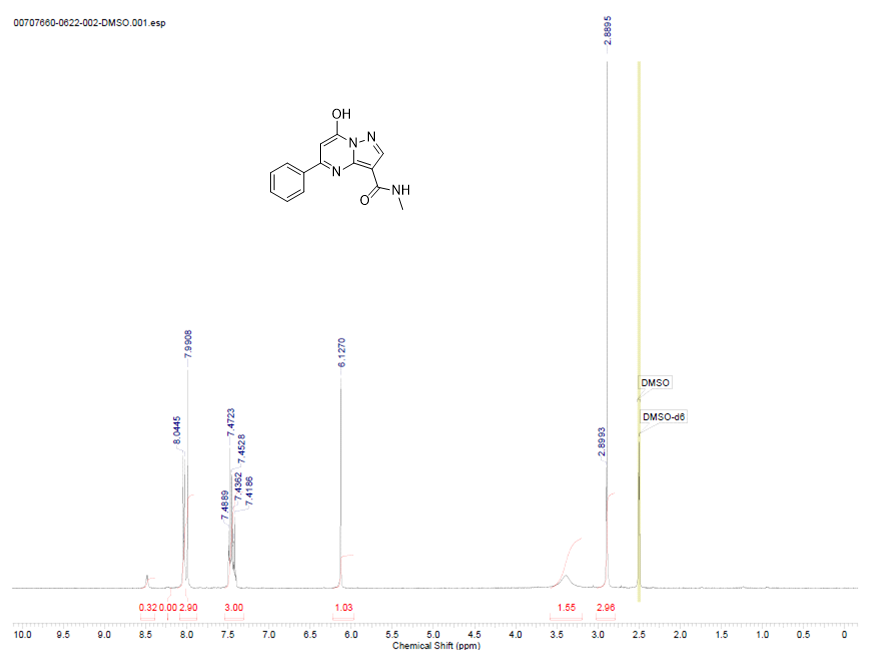 00707660-0622-002-DMSO.001.esp
2.8895
OH
N
N
N
O
NH
7.9908
6.1270
DMSO
DMSO-d6
8.0445
7.4723
7.4528
7.4362
7.4186
7.4889
2.8993
0.32 0.00 2.90 3.00 1.03 1.55 2.96
10.0 9.5 9.0 8.5 8.0 7.5 7.0 6.5 6.0 5.5 5.0 4.5 4.0 3.5 3.0 2.5 2.0 1.5 1.0 0.5 0
Chemical Shift (ppm)